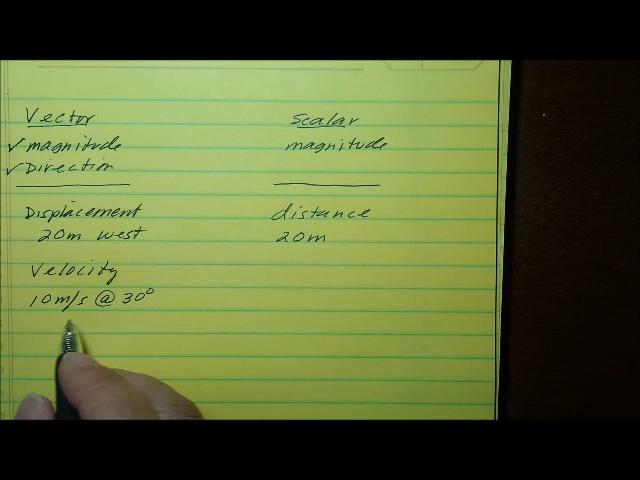 Vector
✓ magnitude
✓ Direction
Displacement
20m west
Velocity
10m/s @ 30°
Scalar
magnitude
distance
20m